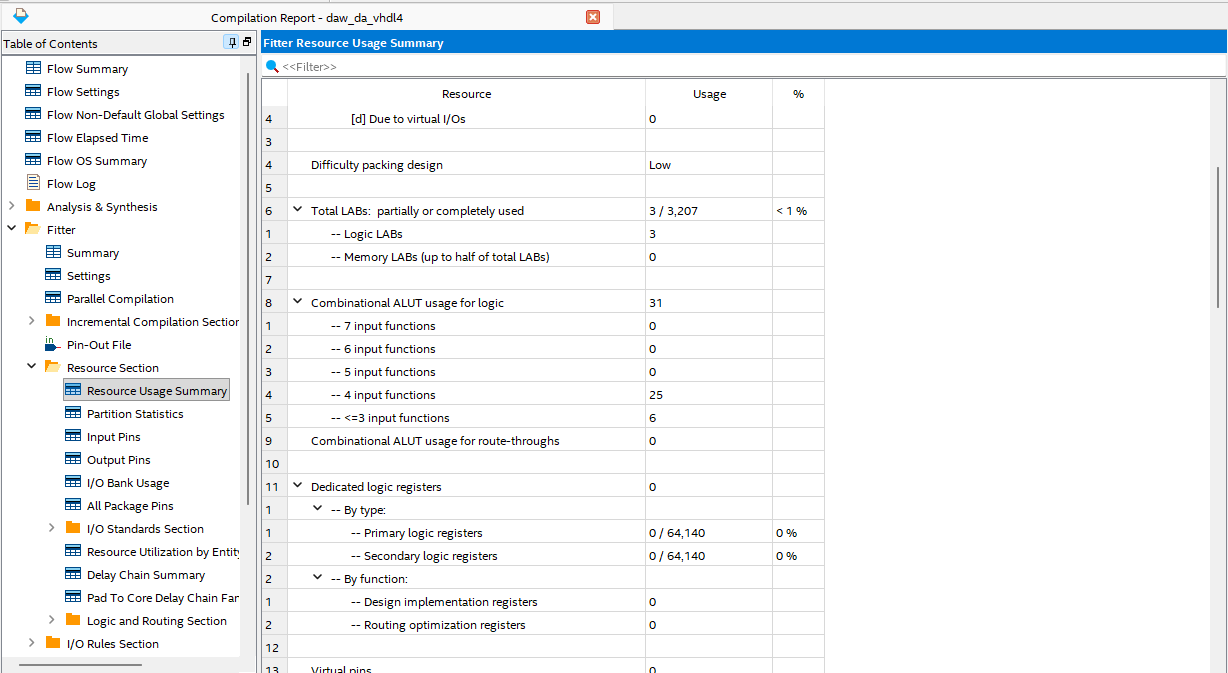 Compilation Report - daw_da_vhdl4
Table of Contents
Flow Summary
Flow Settings
Flow Non-Default Global Settings
Flow Elapsed Time
Flow OS Summary
Flow Log
Analysis & Synthesis
Fitter
Summary
Settings
Parallel Compilation
Incremental Compilation Section
in
Pin-Out File
Resource Section
Resource Usage Summary
Partition Statistics
Input Pins
Output Pins
I/O Bank Usage
All Package Pins
I/O Standards Section
Resource Utilization by Entity
Delay Chain Summary
Pad To Core Delay Chain Far
Logic and Routing Section
I/O Rules Section
Fitter Resource Usage Summary
<<Filter>>
Resource Usage %
4 [d] Due to virtual I/Os 0
3
4 Difficulty packing design Low
5
6 Total LABs: partially or completely used 3 / 3,207 < 1 %
1 -- Logic LABs 3
2 -- Memory LABs (up to half of total LABs) 0
7
8 Combinational ALUT usage for logic 31
1 -- 7 input functions 0
2 -- 6 input functions 0
3 -- 5 input functions 0
4 -- 4 input functions 25
5 -- <=3 input functions 6
9 Combinational ALUT usage for route-throughs 0
10
11 Dedicated logic registers 0
1 -- By type:
1 -- Primary logic registers 0 / 64,140 0 %
2 -- Secondary logic registers 0 / 64,140 0 %
2 -- By function:
1 -- Design implementation registers 0
2 -- Routing optimization registers 0
12
13 Virtual pins 0